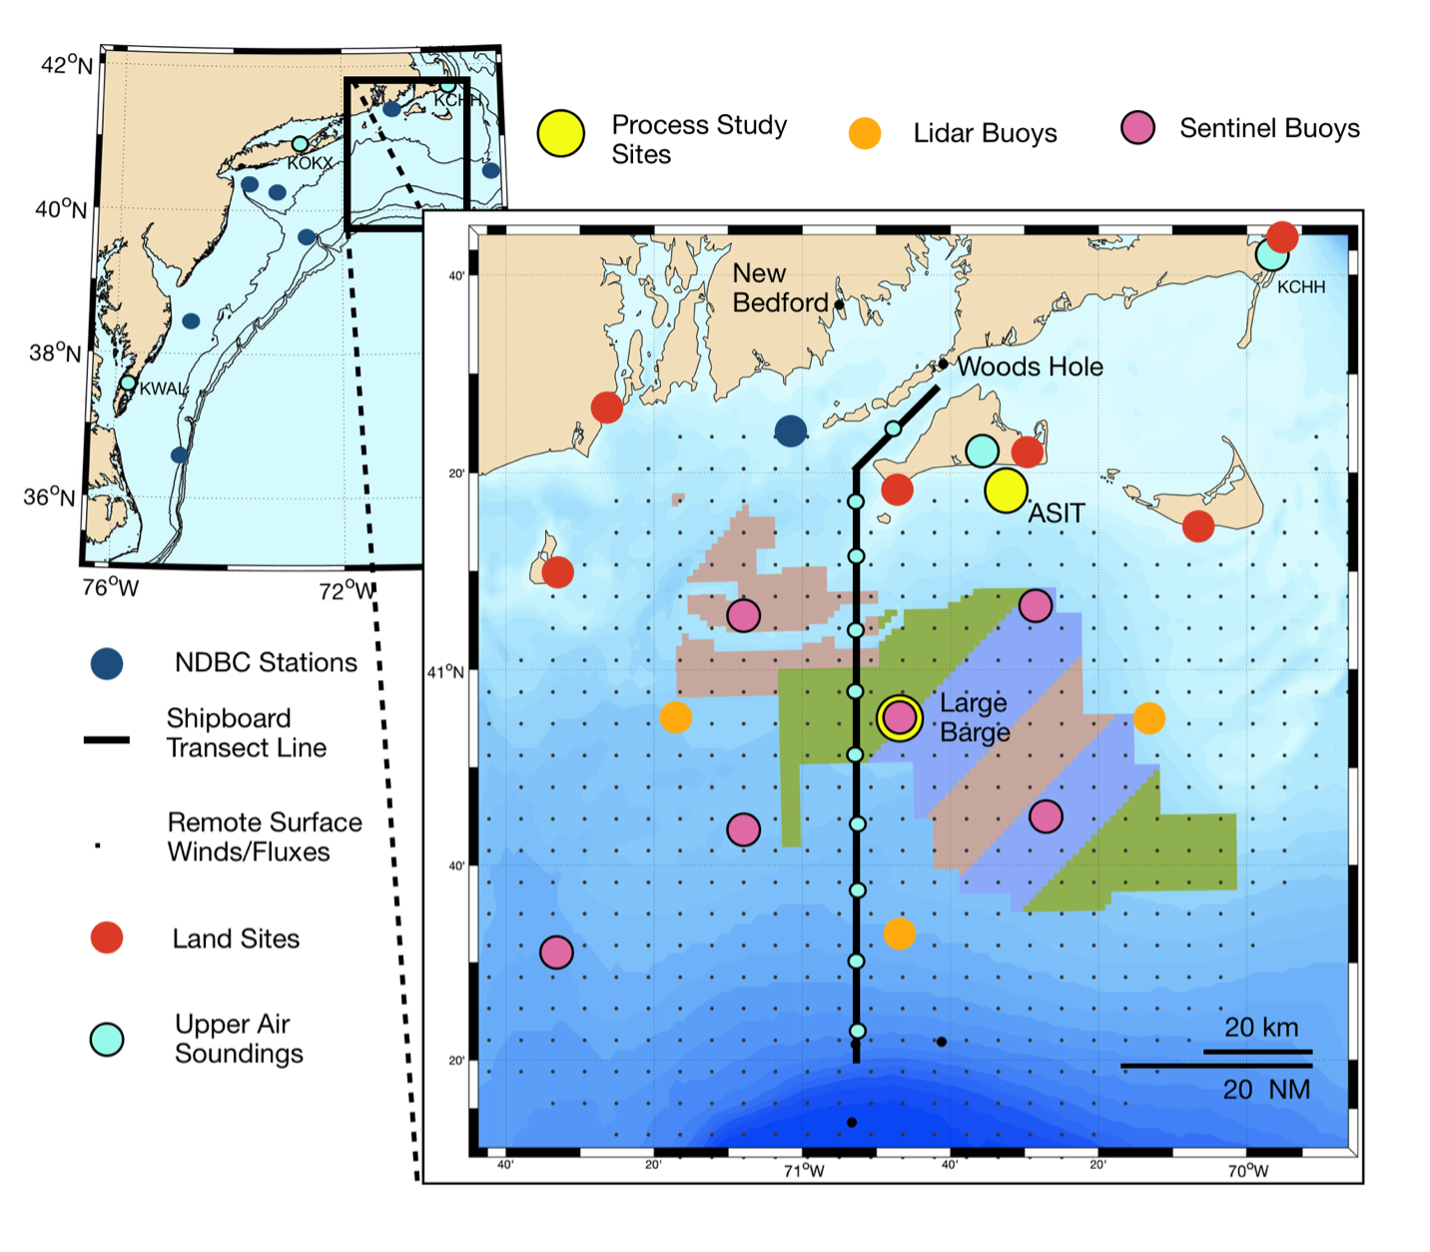 42°N
40°N
38°N
36°N
76°W
72°W
KCHH
KOKX
KWAL
Process Study
Sites
Lidar Buoys
Sentinel Buoys
NDBC Stations
Shipboard
Transect Line
Remote Surface
Winds/Fluxes
Land Sites
Upper Air
Soundings
New
Bedford
KCHH
Woods Hole
ASIT
Large
Barge
20 km
20 NM
40'
20'
41°N
40'
20'
40'
20'
71°W
40'
20'
70°W